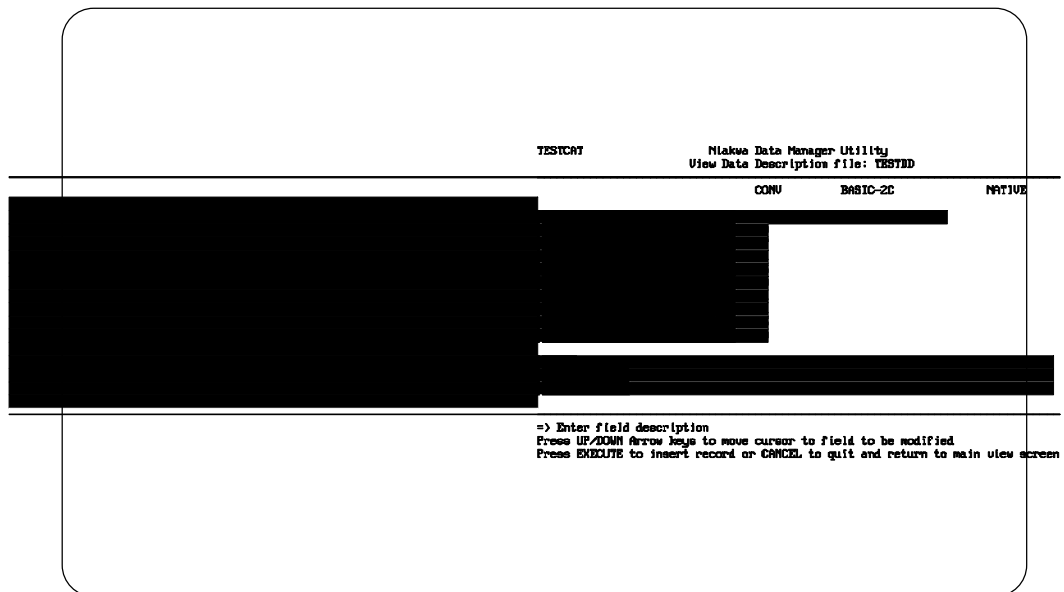 TESTCAT Niakwa Data Manager Utility
View Data Description file: TESTDD
CONV BASIC-2C NATIVE
=> Enter field description
Press UP/DOWN Arrow keys to move cursor to field to be modified
Press EXECUTE to insert record or CANCEL to quit and return to main view screen